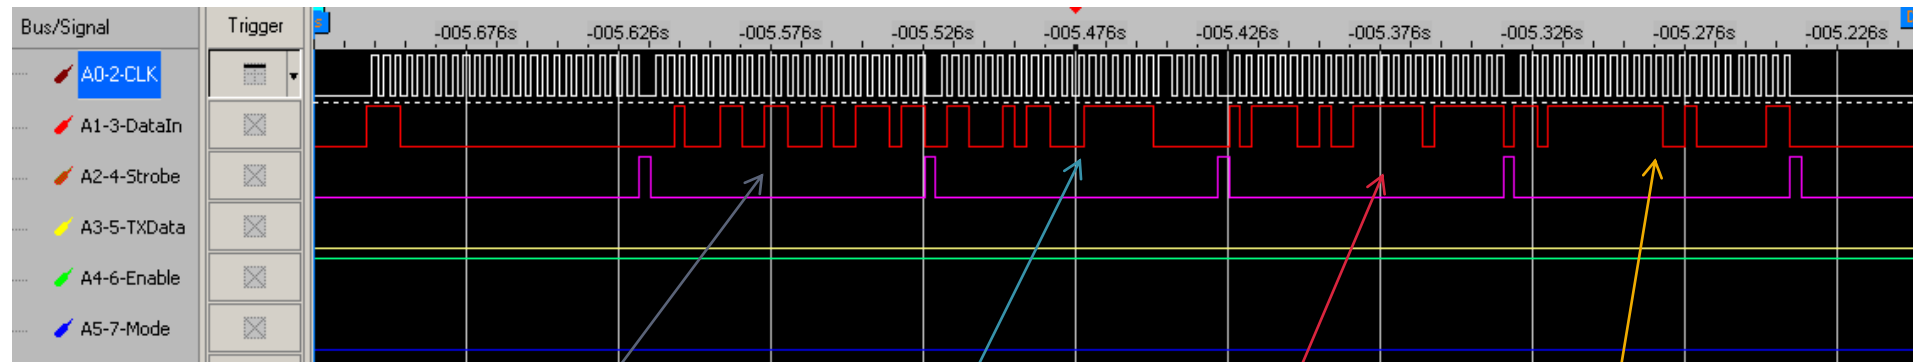 Bus/Signal
Trigger
S
-005.676s
-005.626s
-005.576s
-005.526s
-005.476s
-005.426s
-005.376s
-005.326s
-005.276s
-005.226s
D
A0-2-CLK
A1-3-DataIn
A2-4-Strobe
A3-5-TXData
A4-6-Enable
A5-7-Mode